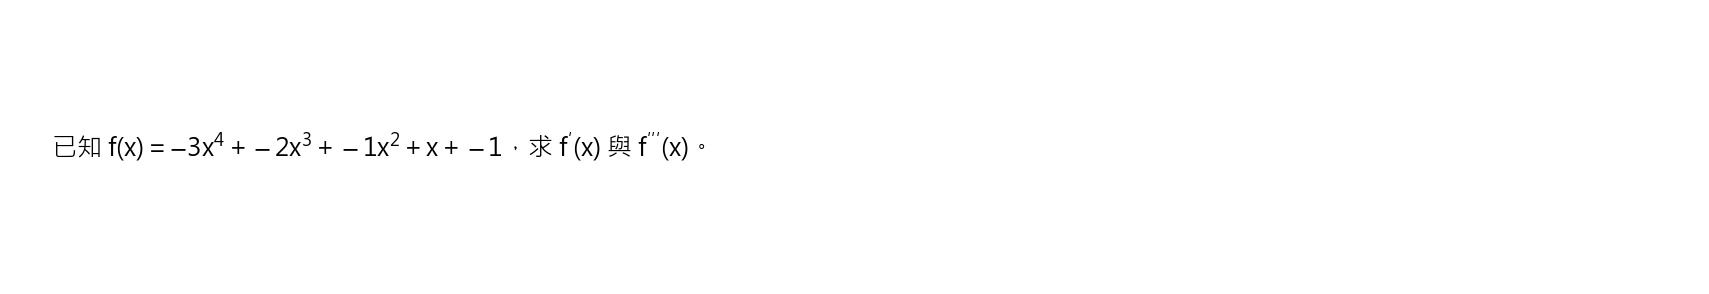 已知 f(x) = −3x⁴ + −2x³ + −1x² + x + −1，求 f′(x) 與 f′′′(x)。